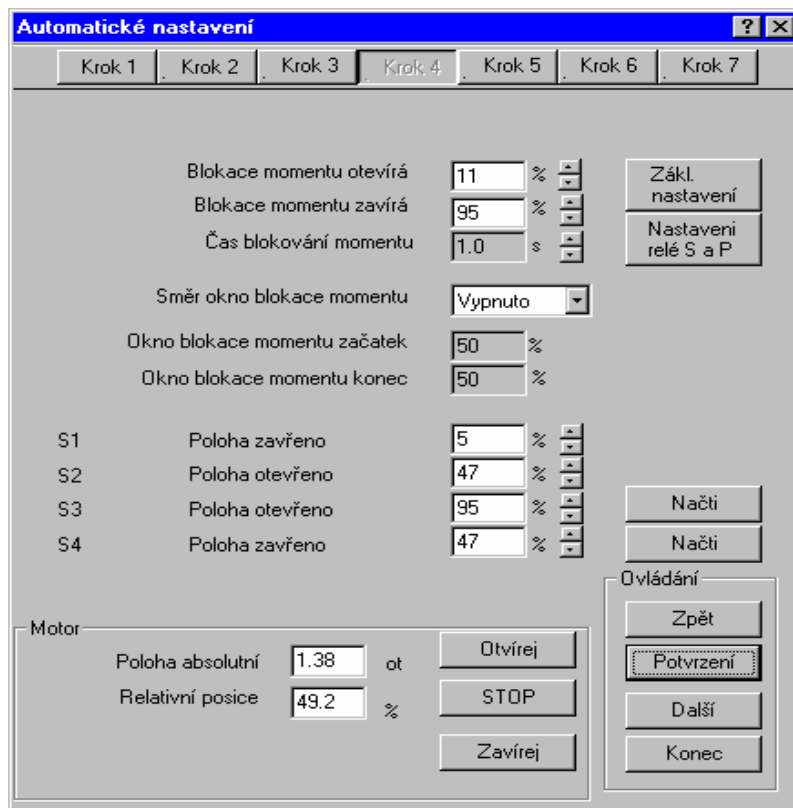 Automatické nastavení
Krok 1 Krok 2 Krok 3 Krok 4 Krok 5 Krok 6 Krok 7
Blokace momentu otevírá 11 %
Zákl. nastavení
Blokace momentu zavírá 95 %
Nastaveni relé S a P
Čas blokování momentu 1.0 s
Směr okno blokace momentu Vypnuto
Okno blokace momentu začatek 50 %
Okno blokace momentu konec 50 %
S1 Poloha zavřeno 5 %
S2 Poloha otevřeno 47 %
S3 Poloha otevřeno 95 % Načti
S4 Poloha zavřeno 47 % Načti
Motor
Poloha absolutní 1.38 ot
Relativní posice 49.2 %
Otvírej
STOP
Zavírej
Ovládání
Zpět
Potvrzení
Další
Konec